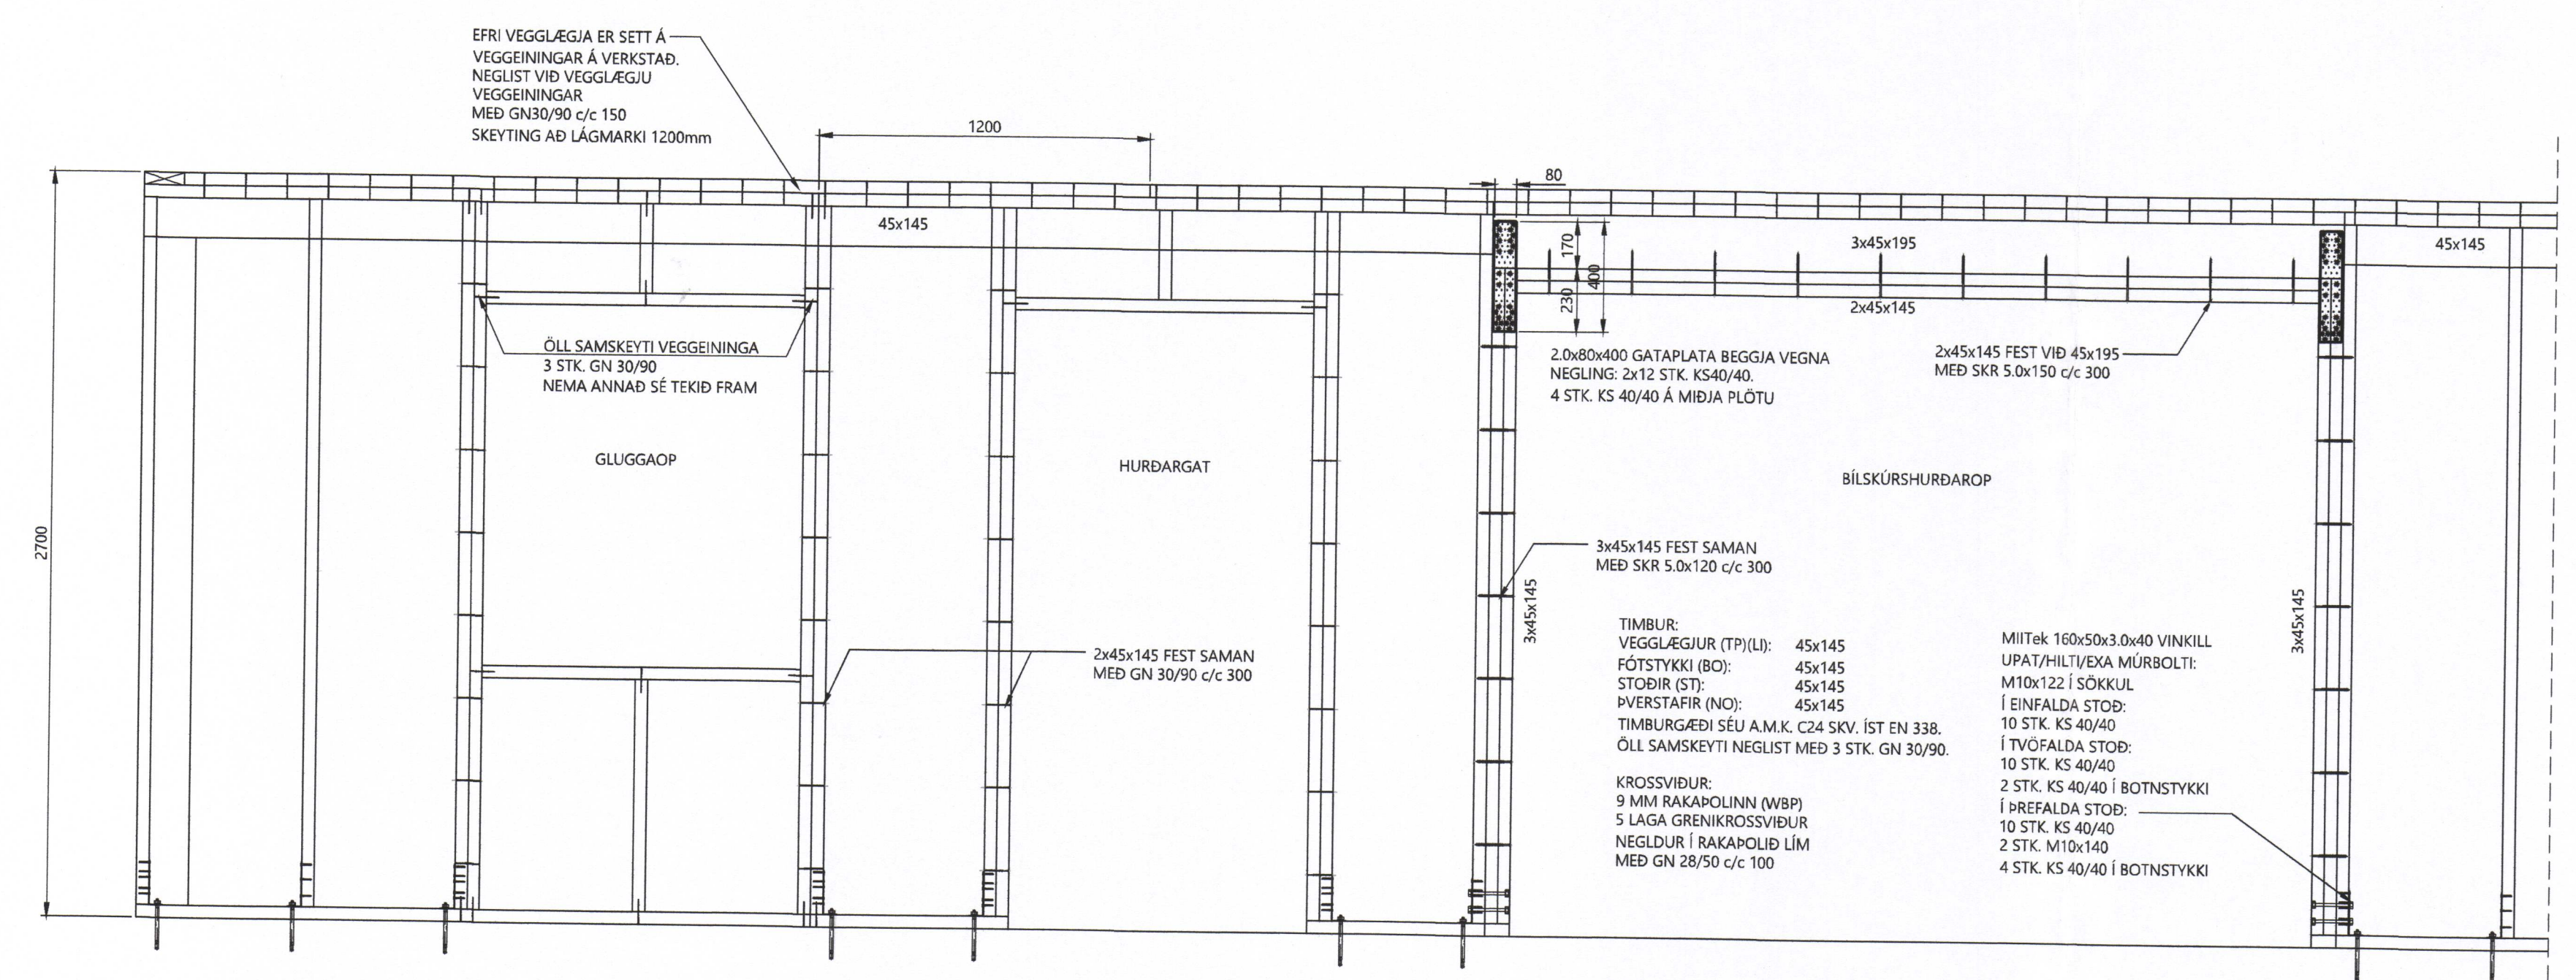 EFRI VEGGLÆGJA ER SETT Á
VEGGEININGAR Á VERKSTAÐ.
NEGLIST VIÐ VEGGLÆGJU
VEGGEININGAR
MEÐ GN30/90 c/c 150
SKEYTING AÐ LÁGMARKI 1200mm
1200
80
45x145
3x45x195
45x145
170
400
230
2x45x145
ÖLL SAMSKEYTI VEGGEININGA
3 STK. GN 30/90
NEMA ANNAÐ SÉ TEKIÐ FRAM
2.0x80x400 GATAPLATA BEGGJA VEGNA
NEGLING: 2x12 STK. KS40/40.
4 STK. KS 40/40 Á MIÐJA PLÖTU
2x45x145 FEST VIÐ 45x195
MEÐ SKR 5.0x150 c/c 300
GLUGGAOP
HURÐARGAT
BÍLSKÚRSHURÐAROP
2700
3x45x145 FEST SAMAN
MEÐ SKR 5.0x120 c/c 300
3x45x145
3x45x145
2x45x145 FEST SAMAN
MEÐ GN 30/90 c/c 300
TIMBUR:
VEGGLÆGJUR (TP)(LI): 45x145
FÓTSTYKKI (BO): 45x145
STOÐIR (ST): 45x145
ÞVERSTAFIR (NO): 45x145
TIMBURGÆÐI SÉU A.M.K. C24 SKV. ÍST EN 338.
ÖLL SAMSKEYTI NEGLIST MEÐ 3 STK. GN 30/90.
KROSSVIÐUR:
9 MM RAKAÞOLINN (WBP)
5 LAGA GRENIKROSSVIÐUR
NEGLDUR Í RAKAÞOLIÐ LÍM
MEÐ GN 28/50 c/c 100
MIITek 160x50x3.0x40 VINKILL
UPAT/HILTI/EXA MÚRBOLTI:
M10x122 Í SÖKKUL
Í EINFALDA STOÐ:
10 STK. KS 40/40
Í TVÖFALDA STOÐ:
10 STK. KS 40/40
2 STK. KS 40/40 Í BOTNSTYKKI
Í ÞREFALDA STOÐ:
10 STK. KS 40/40
2 STK. M10x140
4 STK. KS 40/40 Í BOTNSTYKKI